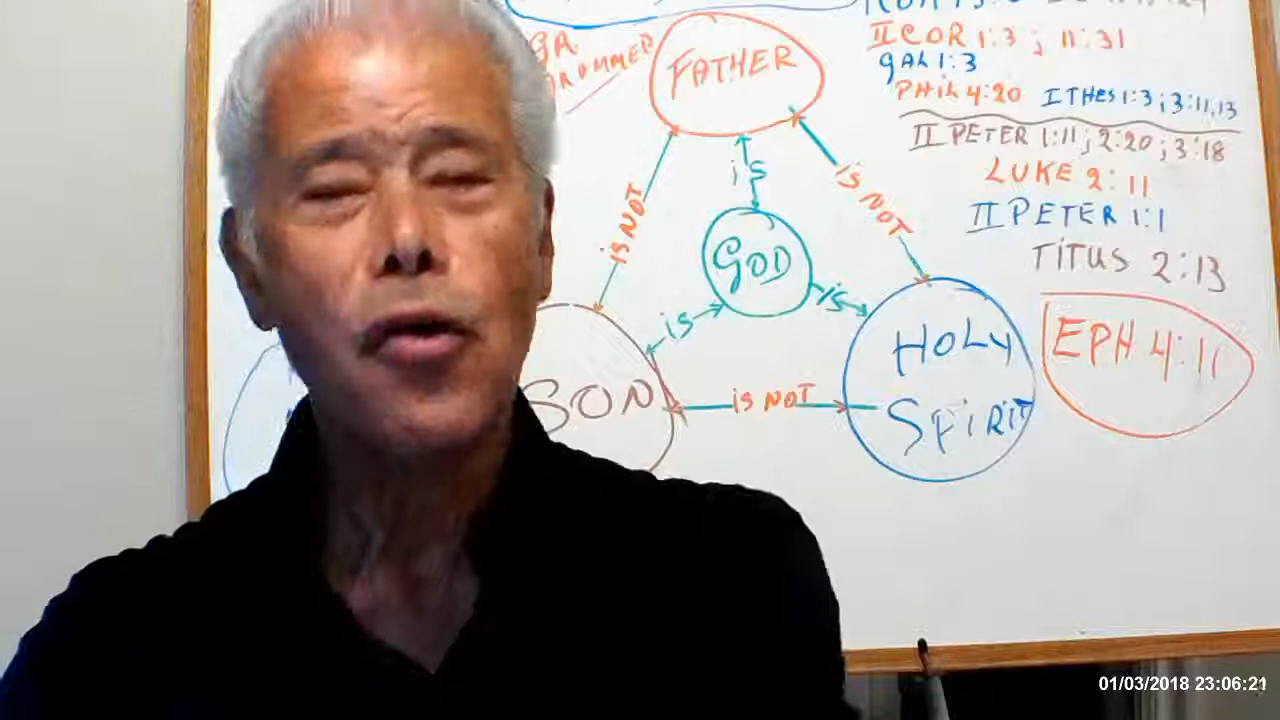 II COR 1:3 ; 11:31
GAL 1:3
PHIL 4:20 I THES 1:3 ; 3:11,13
II PETER 1:11 ; 2:20 ; 3:18
LUKE 2:11
II PETER 1:1
TITUS 2:13
EPH 4:11
FATHER
is
is NOT
is NOT
GOD
is
is
SON
is NOT
HOLY
SPIRIT
01/03/2018 23:06:21